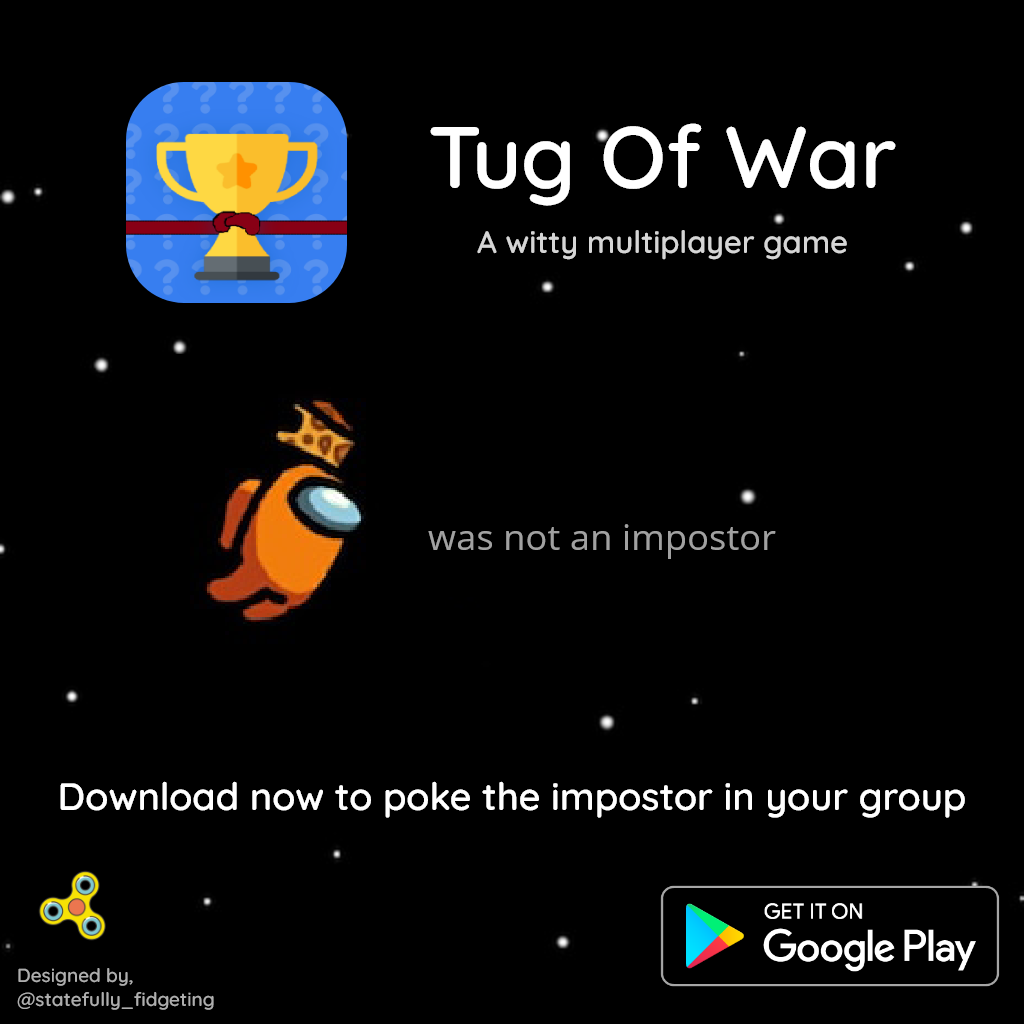 Tug Of War
A witty multiplayer game
was not an impostor
Download now to poke the impostor in your group
GET IT ON
Google Play
Designed by,
@statefully_fidgeting